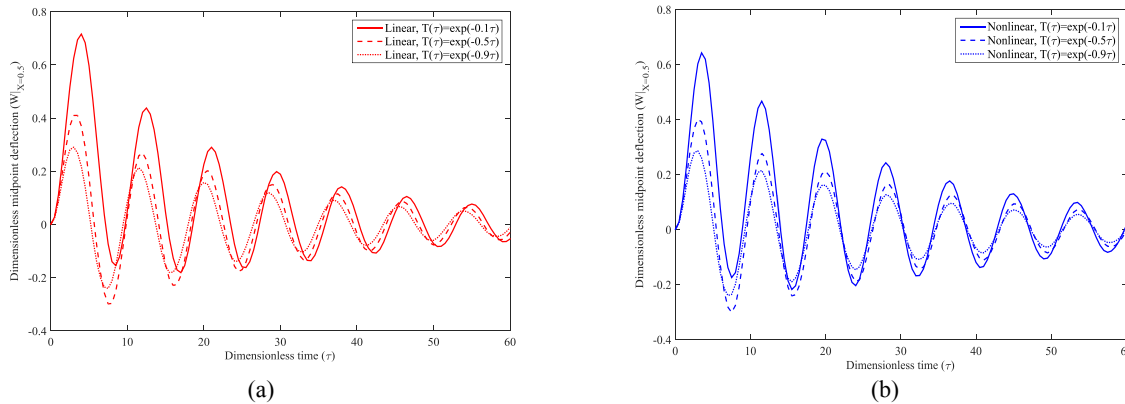 0.8
0.6
0.4
0.2
0
-0.2
-0.4
Dimensionless midpoint deflection (W|X=0.5)
Linear, T(τ)=exp(-0.1τ)
Linear, T(τ)=exp(-0.5τ)
Linear, T(τ)=exp(-0.9τ)
0 10 20 30 40 50 60
Dimensionless time (τ)
(a)
0.8
0.6
0.4
0.2
0
-0.2
-0.4
Dimensionless midpoint deflection (W|X=0.5)
Nonlinear, T(τ)=exp(-0.1τ)
Nonlinear, T(τ)=exp(-0.5τ)
Nonlinear, T(τ)=exp(-0.9τ)
0 10 20 30 40 50 60
Dimensionless time (τ)
(b)